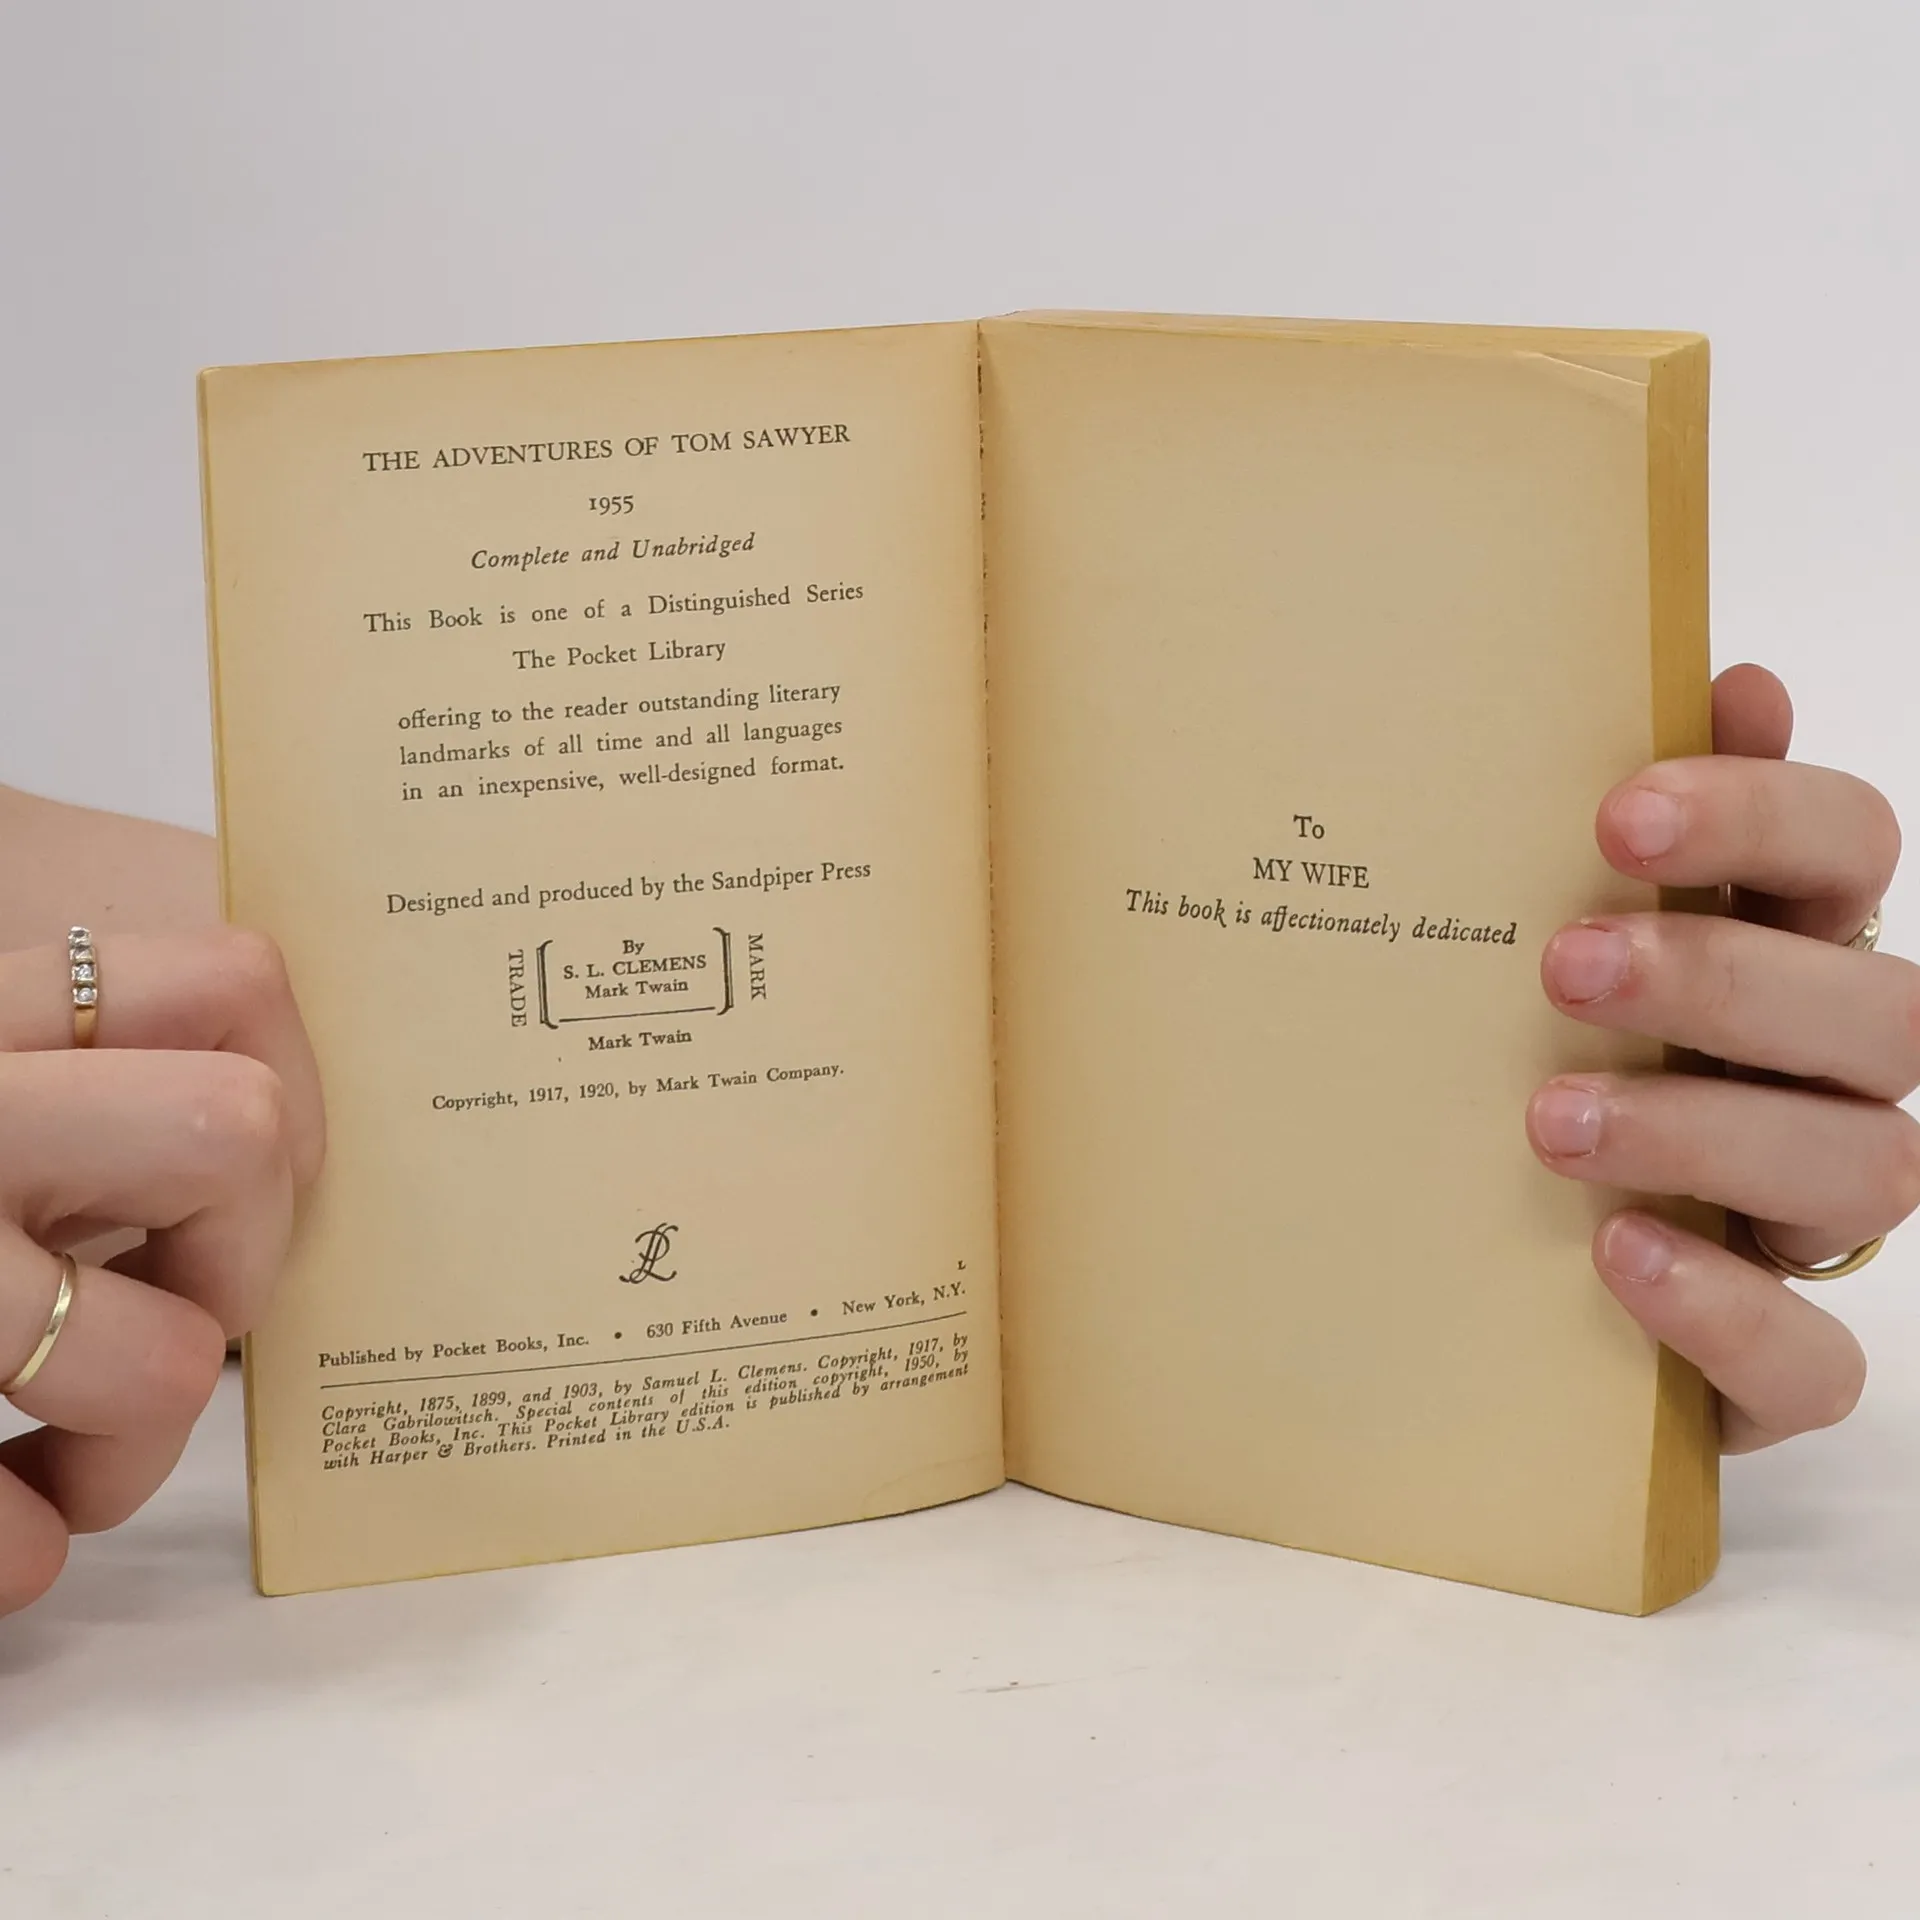 THE ADVENTURES OF TOM SAWYER
1955
Complete and Unabridged
This Book is one of a Distinguished Series
The Pocket Library
offering to the reader outstanding literary
landmarks of all time and all languages
in an inexpensive, well-designed format.
Designed and produced by the Sandpiper Press
TRADE
By
S. L. CLEMENS
Mark Twain
MARK
Mark Twain
Copyright, 1917, 1920, by Mark Twain Company.
PL
L
Published by Pocket Books, Inc. • 630 Fifth Avenue • New York, N.Y.
Copyright, 1875, 1899, and 1903, by Samuel L. Clemens. Copyright, 1917, by
Clara Gabrilowitsch. Special contents of this edition copyright, 1950, by
Pocket Books, Inc. This Pocket Library edition is published by arrangement
with Harper & Brothers. Printed in the U.S.A.
To
MY WIFE
This book is affectionately dedicated